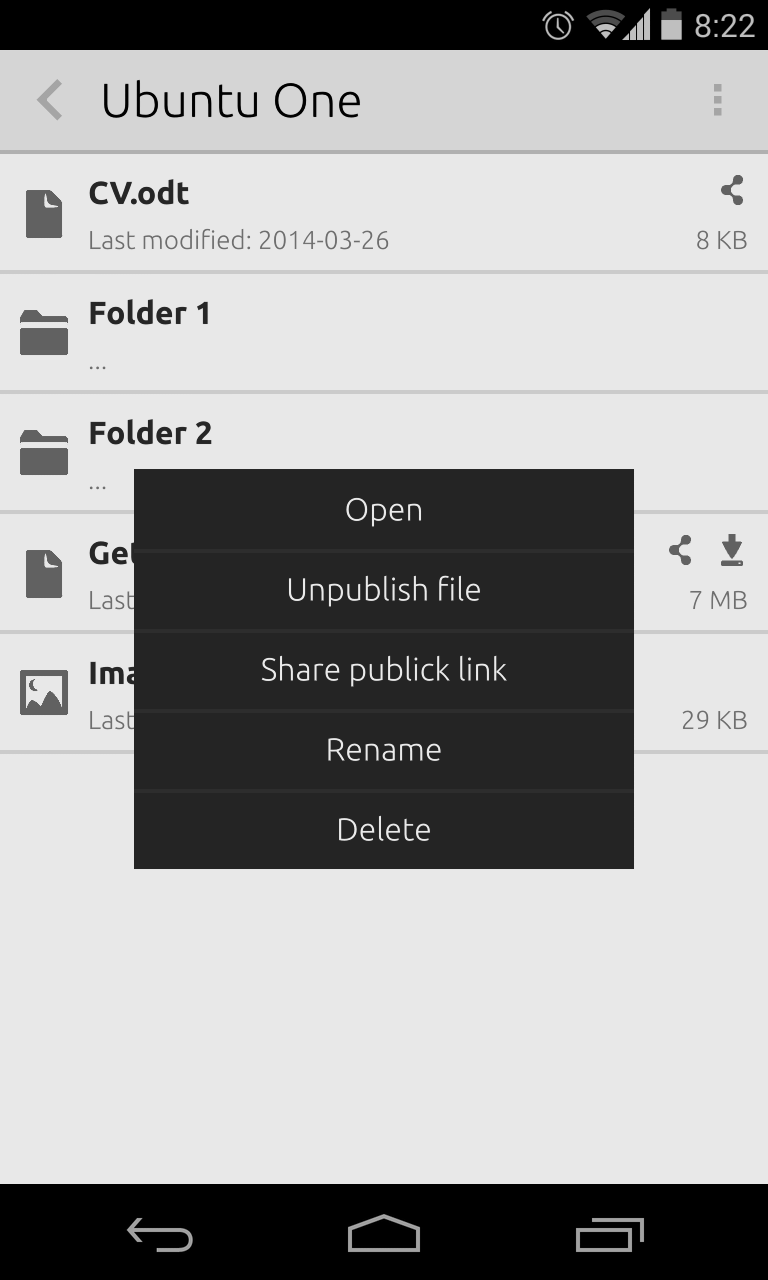 8:22
Ubuntu One
CV.odt
Last modified: 2014-03-26 8 KB
Folder 1
...
Folder 2
...
Open
Get
Unpublish file
Last 7 MB
Share publick link
Ima
Last 29 KB
Rename
Delete